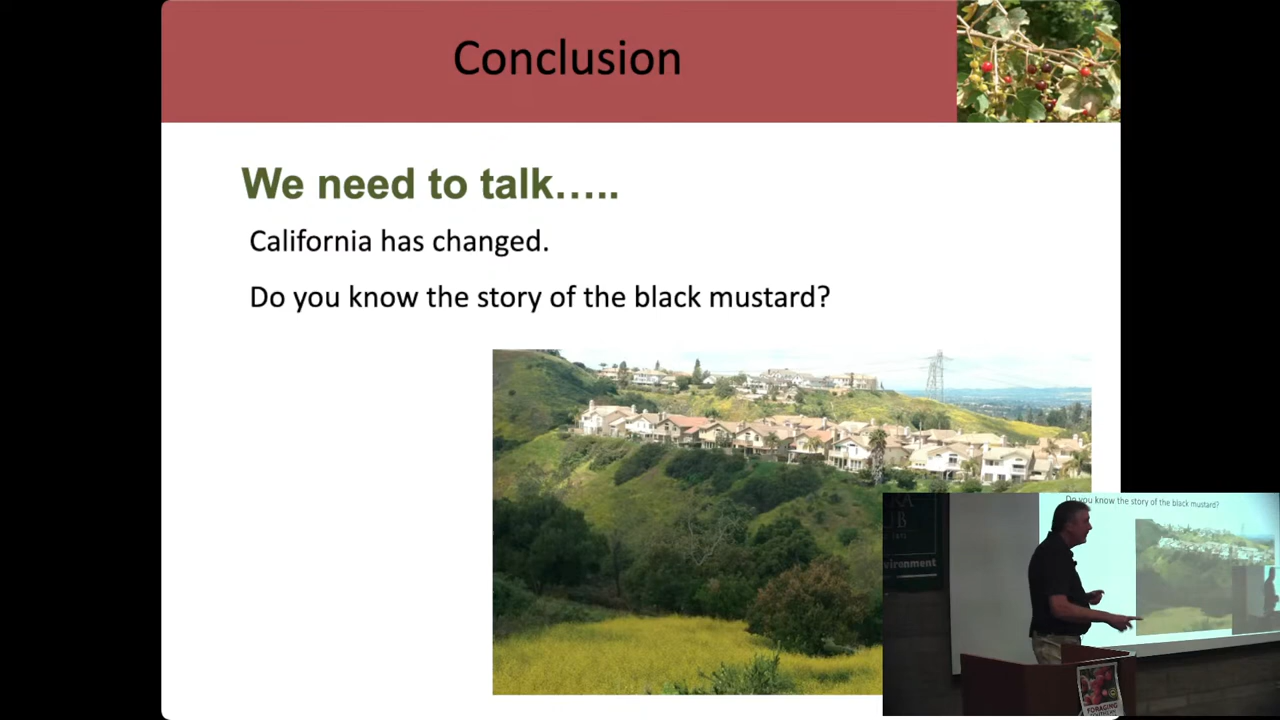 Conclusion
We need to talk…..
California has changed.
Do you know the story of the black mustard?
Do you know the story of the black mustard?
FORAGING